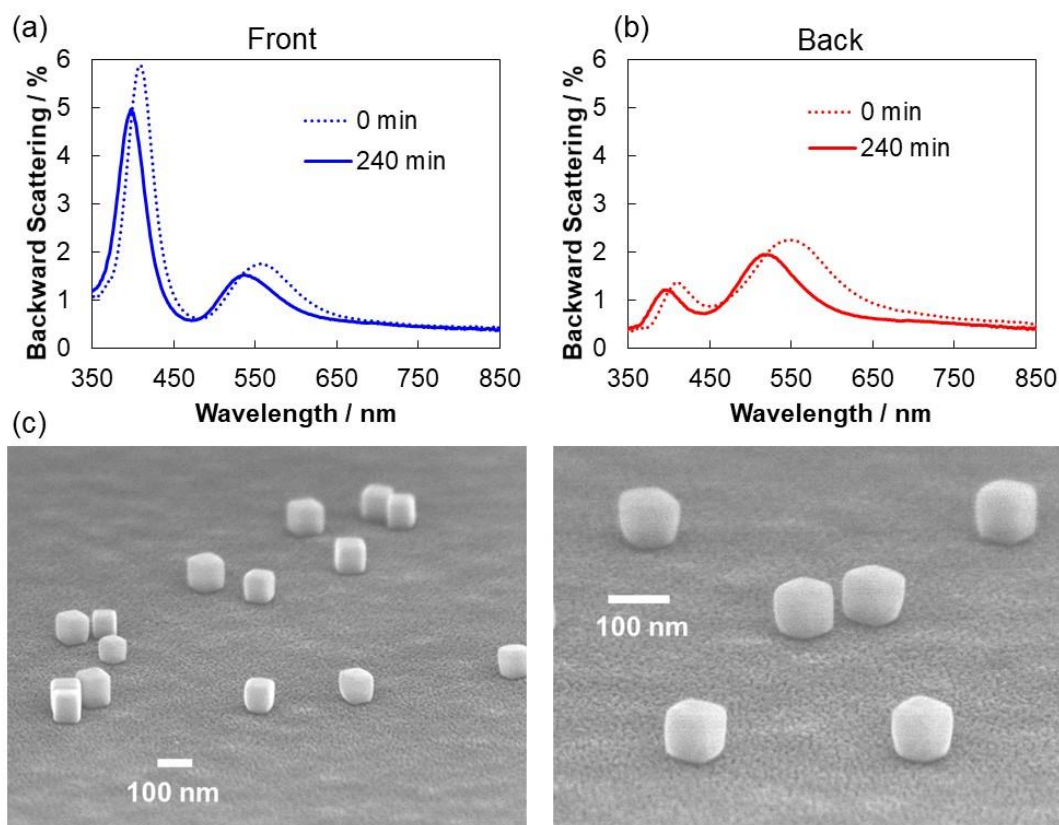 (a)
Front
Backward Scattering / %
6
5
4
3
2
1
0
0 min
240 min
350 450 550 650 750 850
Wavelength / nm
(b)
Back
Backward Scattering / %
6
5
4
3
2
1
0
0 min
240 min
350 450 550 650 750 850
Wavelength / nm
(c)
100 nm
100 nm